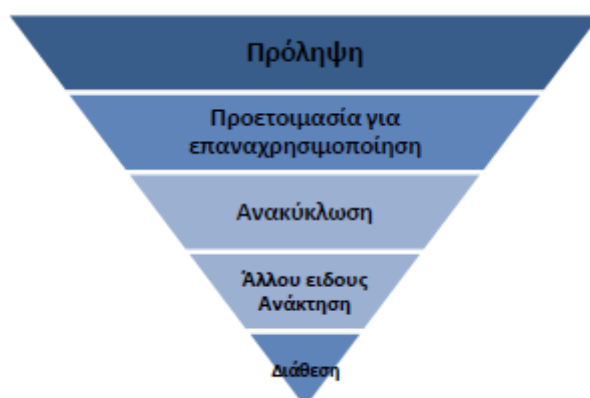 Πρόληψη
Προετοιμασία για
επαναχρησιμοποίηση
Ανακύκλωση
Άλλου ειδους
Ανάκτηση
Διάθεση